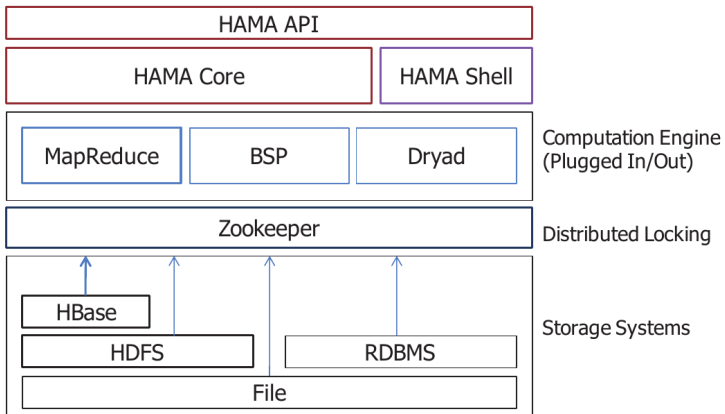 HAMA API
HAMA Core
HAMA Shell
MapReduce
BSP
Dryad
Computation Engine
(Plugged In/Out)
Zookeeper
Distributed Locking
HBase
HDFS
RDBMS
File
Storage Systems